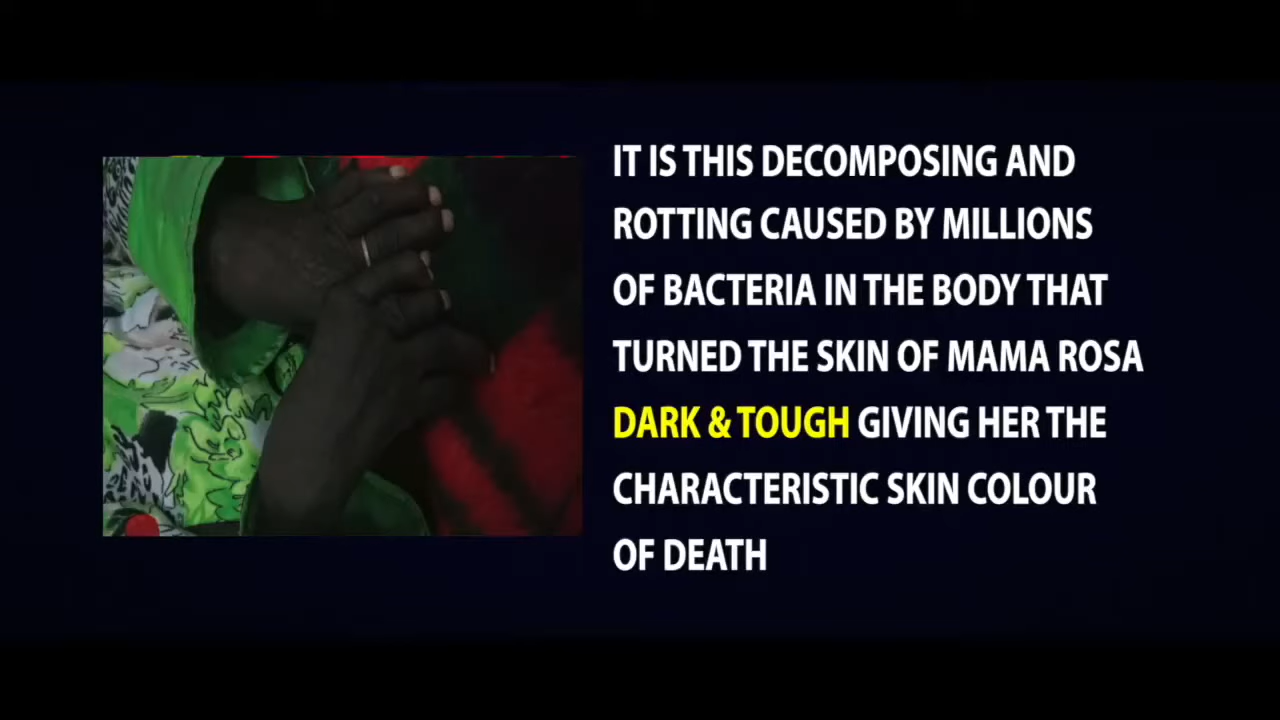 IT IS THIS DECOMPOSING AND
ROTTING CAUSED BY MILLIONS
OF BACTERIA IN THE BODY THAT
TURNED THE SKIN OF MAMA ROSA
DARK & TOUGH GIVING HER THE
CHARACTERISTIC SKIN COLOUR
OF DEATH